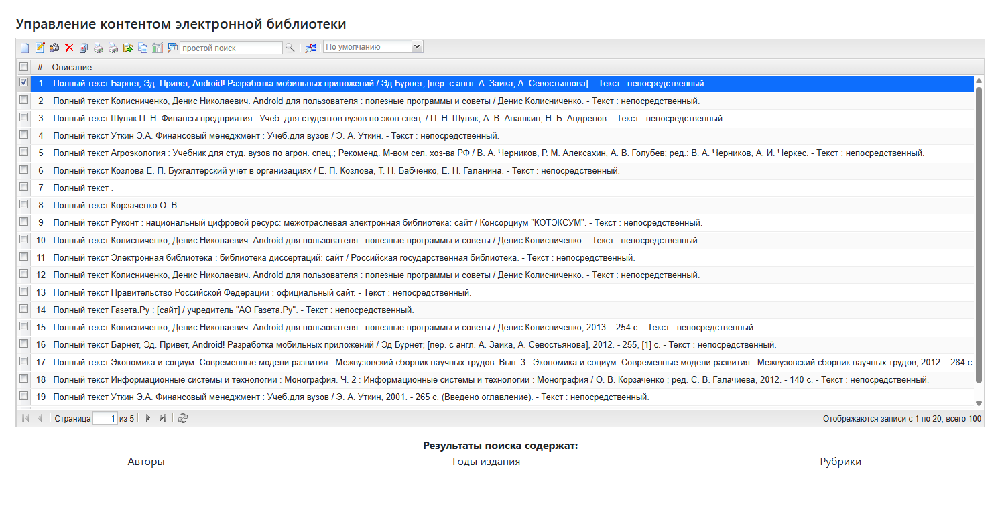 Управление контентом электронной библиотеки
простой поиск
По умолчанию
# Описание
1 Полный текст Барнет, Эд. Привет, Android! Разработка мобильных приложений / Эд Бурнет; [пер. с англ. А. Заика, А. Севостьянова]. - Текст : непосредственный.
2 Полный текст Колисниченко, Денис Николаевич. Android для пользователя : полезные программы и советы / Денис Колисниченко. - Текст : непосредственный.
3 Полный текст Шуляк П. Н. Финансы предприятия : Учеб. для студентов вузов по экон.спец. / П. Н. Шуляк, А. В. Анашкин, Н. Б. Андренов. - Текст : непосредственный.
4 Полный текст Уткин Э.А. Финансовый менеджмент : Учеб.для вузов / Э. А. Уткин. - Текст : непосредственный.
5 Полный текст Агроэкология : Учебник для студ. вузов по агрон. спец.; Рекоменд. М-вом сел. хоз-ва РФ / В. А. Черников, Р. М. Алексахин, А. В. Голубев; ред.: В. А. Черников, А. И. Черкес. - Текст : непосредственный.
6 Полный текст Козлова Е. П. Бухгалтерский учет в организациях / Е. П. Козлова, Т. Н. Бабченко, Е. Н. Галанина. - Текст : непосредственный.
7 Полный текст .
8 Полный текст Корзаченко О. В. .
9 Полный текст Руконт : национальный цифровой ресурс: межотраслевая электронная библиотека: сайт / Консорциум "КОТЭКСУМ". - Текст : непосредственный.
10 Полный текст Колисниченко, Денис Николаевич. Android для пользователя : полезные программы и советы / Денис Колисниченко. - Текст : непосредственный.
11 Полный текст Электронная библиотека : библиотека диссертаций: сайт / Российская государственная библиотека. - Текст : непосредственный.
12 Полный текст Колисниченко, Денис Николаевич. Android для пользователя : полезные программы и советы / Денис Колисниченко. - Текст : непосредственный.
13 Полный текст Правительство Российской Федерации : официальный сайт. - Текст : непосредственный.
14 Полный текст Газета.Ру : [сайт] / учредитель "АО Газета.Ру". - Текст : непосредственный.
15 Полный текст Колисниченко, Денис Николаевич. Android для пользователя : полезные программы и советы / Денис Колисниченко, 2013. - 254 с. - Текст : непосредственный.
16 Полный текст Барнет, Эд. Привет, Android! Разработка мобильных приложений / Эд Бурнет; [пер. с англ. А. Заика, А. Севостьянова], 2012. - 255, [1] с. - Текст : непосредственный.
17 Полный текст Экономика и социум. Современные модели развития : Межвузовский сборник научных трудов. Вып. 3 : Экономика и социум. Современные модели развития : Межвузовский сборник научных трудов, 2012. - 284 с.
18 Полный текст Информационные системы и технологии : Монография. Ч. 2 : Информационные системы и технологии : Монография / О. В. Корзаченко ; ред. С. В. Галачиева, 2012. - 140 с. - Текст : непосредственный.
19 Полный текст Уткин Э.А. Финансовый менеджмент : Учеб.для вузов / Э. А. Уткин, 2001. - 265 с. (Введено оглавление). - Текст : непосредственный.
Страница 1 из 5 Отображаются записи с 1 по 20, всего 100
Результаты поиска содержат:
Авторы Годы издания Рубрики